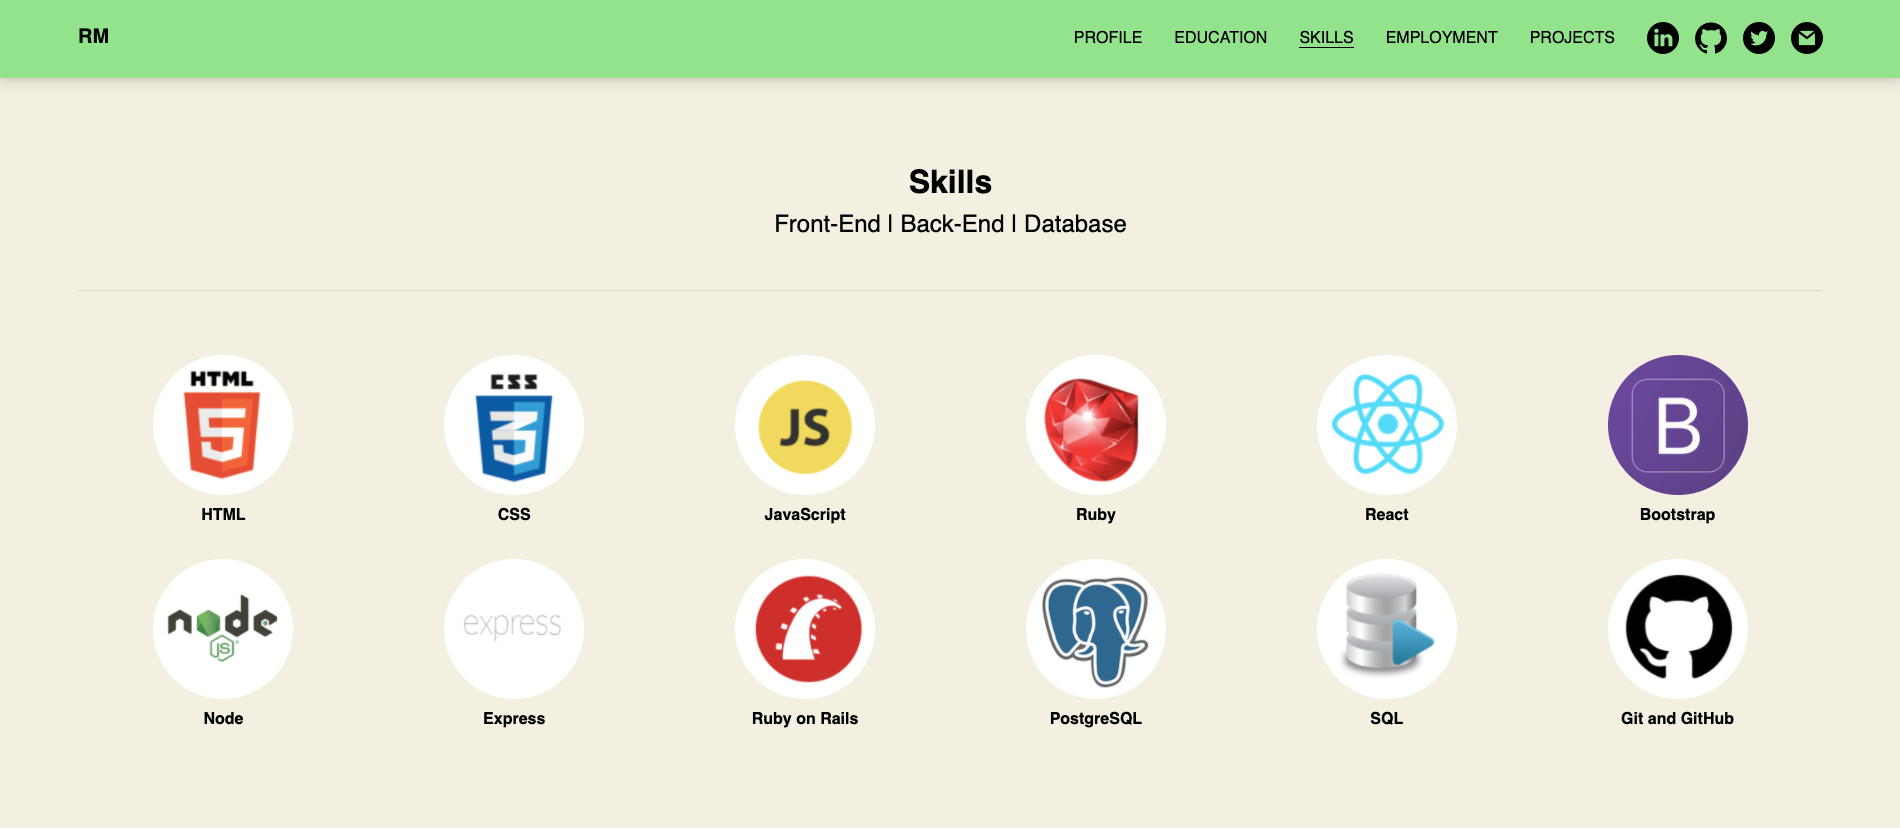 RM PROFILE EDUCATION SKILLS EMPLOYMENT PROJECTS in
Skills
Front-End | Back-End | Database
HTML CSS
5 3 JS B
HTML CSS JavaScript Ruby React Bootstrap
node express
JS
Node Express Ruby on Rails PostgreSQL SQL Git and GitHub